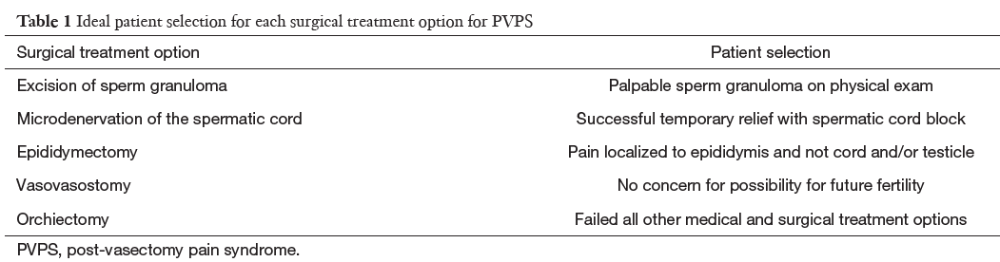 Table 1 Ideal patient selection for each surgical treatment option for PVPS
Surgical treatment option Patient selection
Excision of sperm granuloma Palpable sperm granuloma on physical exam
Microdenervation of the spermatic cord Successful temporary relief with spermatic cord block
Epididymectomy Pain localized to epididymis and not cord and/or testicle
Vasovasostomy No concern for possibility for future fertility
Orchiectomy Failed all other medical and surgical treatment options
PVPS, post-vasectomy pain syndrome.